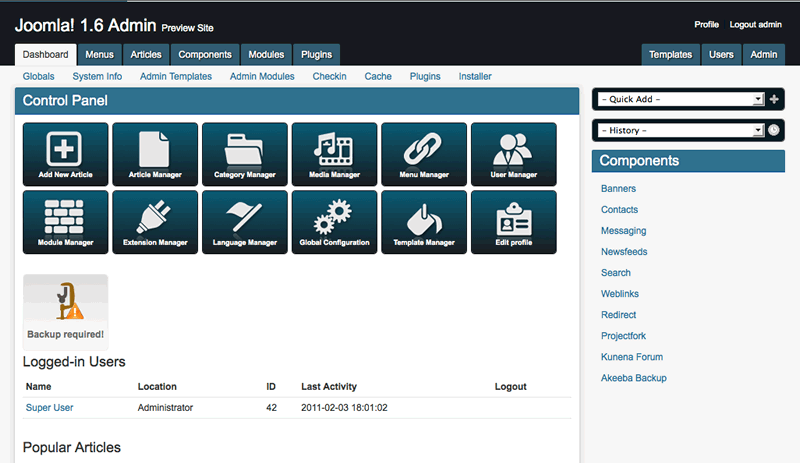 Joomla! 1.6 Admin Preview Site
Profile Logout admin
Dashboard Menus Articles Components Modules Plugins Templates Users Admin
Globals System Info Admin Templates Admin Modules Checkin Cache Plugins Installer
Control Panel
Add New Article Article Manager Category Manager Media Manager Menu Manager User Manager
Module Manager Extension Manager Language Manager Global Configuration Template Manager Edit profile
Backup required!
Logged-in Users
Name Location ID Last Activity Logout
Super User Administrator 42 2011-02-03 18:01:02
Popular Articles
- Quick Add -
- History -
Components
Banners
Contacts
Messaging
Newsfeeds
Search
Weblinks
Redirect
Projectfork
Kunena Forum
Akeeba Backup